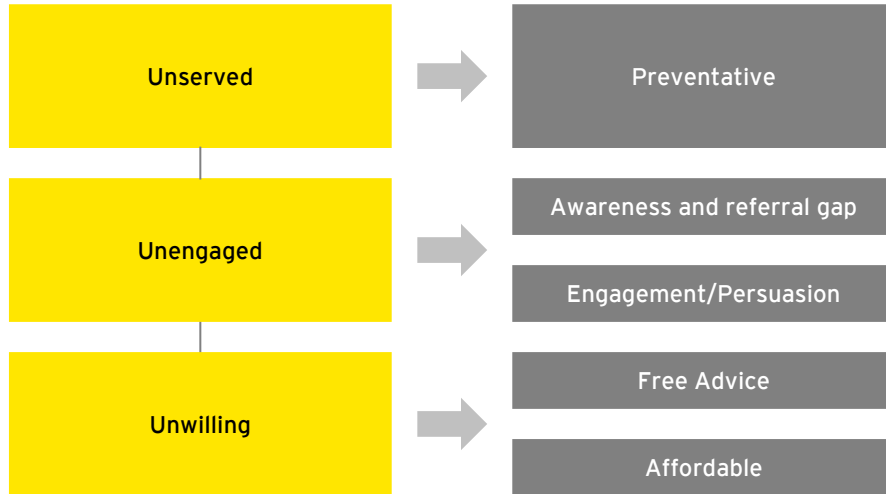 Unserved
Preventative
Unengaged
Awareness and referral gap
Engagement/Persuasion
Unwilling
Free Advice
Affordable